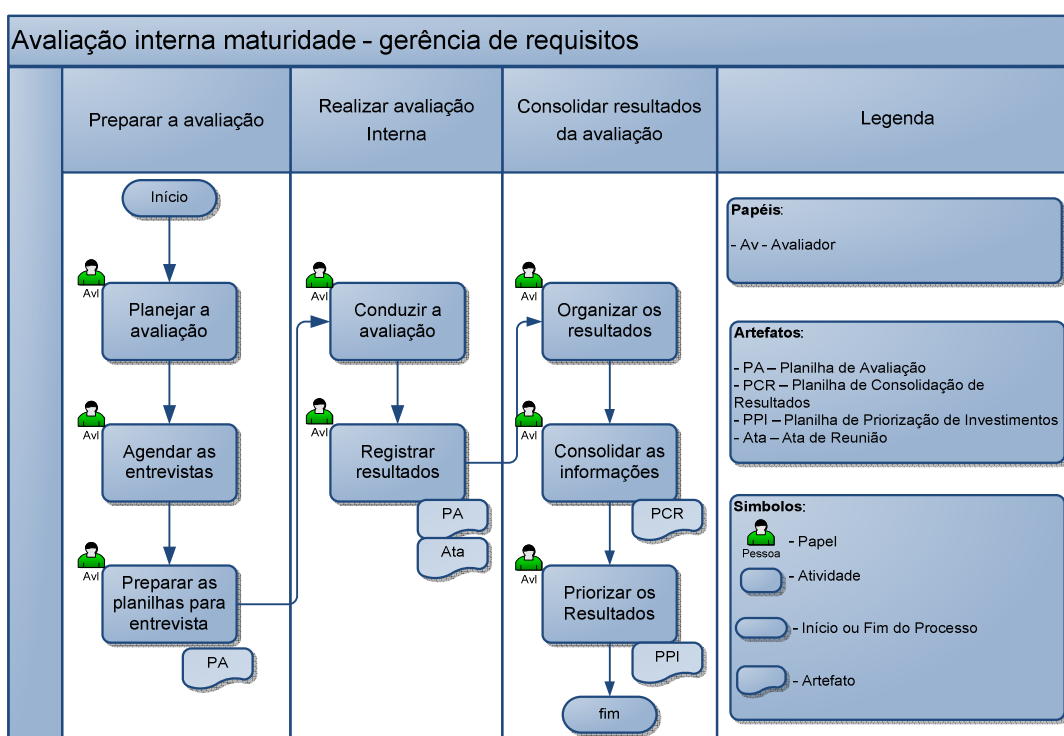 Avaliação interna maturidade - gerência de requisitos
Preparar a avaliação
Realizar avaliação
Interna
Consolidar resultados
da avaliação
Legenda
Início
Avl
Planejar a
avaliação
Avl
Agendar as
entrevistas
Avl
Preparar as
planilhas para
entrevista
PA
Avl
Conduzir a
avaliação
Avl
Registrar
resultados
PA
Ata
Avl
Organizar os
resultados
Avl
Consolidar as
informações
PCR
Avl
Priorizar os
Resultados
PPI
fim
Papéis:
- Av - Avaliador
Artefatos:
- PA – Planilha de Avaliação
- PCR – Planilha de Consolidação de
Resultados
- PPI – Planilha de Priorização de Investimentos
- Ata – Ata de Reunião
Simbolos:
Pessoa
- Papel
- Atividade
- Início ou Fim do Processo
- Artefato